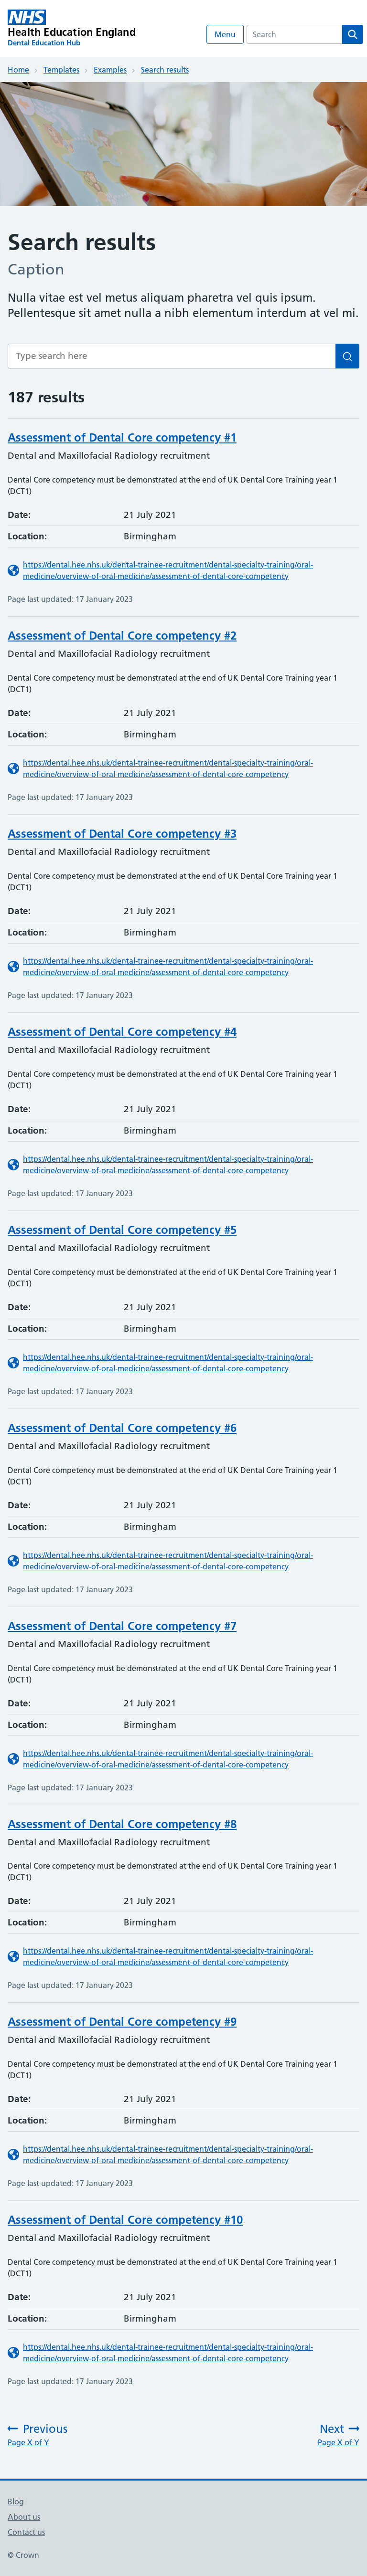 NHS
Health Education England
Dental Education Hub
Menu
Search
Home
Templates
Examples
Search results
Search results
Caption
Nulla vitae est vel metus aliquam pharetra vel quis ipsum.
Pellentesque sit amet nulla a nibh elementum interdum at vel mi.
Type search here
187 results
Assessment of Dental Core competency #1
Dental and Maxillofacial Radiology recruitment
Dental Core competency must be demonstrated at the end of UK Dental Core Training year 1
(DCT1)
Date: 21 July 2021
Location: Birmingham
https://dental.hee.nhs.uk/dental-trainee-recruitment/dental-specialty-training/oral-
medicine/overview-of-oral-medicine/assessment-of-dental-core-competency
Page last updated: 17 January 2023
Assessment of Dental Core competency #2
Dental and Maxillofacial Radiology recruitment
Dental Core competency must be demonstrated at the end of UK Dental Core Training year 1
(DCT1)
Date: 21 July 2021
Location: Birmingham
https://dental.hee.nhs.uk/dental-trainee-recruitment/dental-specialty-training/oral-
medicine/overview-of-oral-medicine/assessment-of-dental-core-competency
Page last updated: 17 January 2023
Assessment of Dental Core competency #3
Dental and Maxillofacial Radiology recruitment
Dental Core competency must be demonstrated at the end of UK Dental Core Training year 1
(DCT1)
Date: 21 July 2021
Location: Birmingham
https://dental.hee.nhs.uk/dental-trainee-recruitment/dental-specialty-training/oral-
medicine/overview-of-oral-medicine/assessment-of-dental-core-competency
Page last updated: 17 January 2023
Assessment of Dental Core competency #4
Dental and Maxillofacial Radiology recruitment
Dental Core competency must be demonstrated at the end of UK Dental Core Training year 1
(DCT1)
Date: 21 July 2021
Location: Birmingham
https://dental.hee.nhs.uk/dental-trainee-recruitment/dental-specialty-training/oral-
medicine/overview-of-oral-medicine/assessment-of-dental-core-competency
Page last updated: 17 January 2023
Assessment of Dental Core competency #5
Dental and Maxillofacial Radiology recruitment
Dental Core competency must be demonstrated at the end of UK Dental Core Training year 1
(DCT1)
Date: 21 July 2021
Location: Birmingham
https://dental.hee.nhs.uk/dental-trainee-recruitment/dental-specialty-training/oral-
medicine/overview-of-oral-medicine/assessment-of-dental-core-competency
Page last updated: 17 January 2023
Assessment of Dental Core competency #6
Dental and Maxillofacial Radiology recruitment
Dental Core competency must be demonstrated at the end of UK Dental Core Training year 1
(DCT1)
Date: 21 July 2021
Location: Birmingham
https://dental.hee.nhs.uk/dental-trainee-recruitment/dental-specialty-training/oral-
medicine/overview-of-oral-medicine/assessment-of-dental-core-competency
Page last updated: 17 January 2023
Assessment of Dental Core competency #7
Dental and Maxillofacial Radiology recruitment
Dental Core competency must be demonstrated at the end of UK Dental Core Training year 1
(DCT1)
Date: 21 July 2021
Location: Birmingham
https://dental.hee.nhs.uk/dental-trainee-recruitment/dental-specialty-training/oral-
medicine/overview-of-oral-medicine/assessment-of-dental-core-competency
Page last updated: 17 January 2023
Assessment of Dental Core competency #8
Dental and Maxillofacial Radiology recruitment
Dental Core competency must be demonstrated at the end of UK Dental Core Training year 1
(DCT1)
Date: 21 July 2021
Location: Birmingham
https://dental.hee.nhs.uk/dental-trainee-recruitment/dental-specialty-training/oral-
medicine/overview-of-oral-medicine/assessment-of-dental-core-competency
Page last updated: 17 January 2023
Assessment of Dental Core competency #9
Dental and Maxillofacial Radiology recruitment
Dental Core competency must be demonstrated at the end of UK Dental Core Training year 1
(DCT1)
Date: 21 July 2021
Location: Birmingham
https://dental.hee.nhs.uk/dental-trainee-recruitment/dental-specialty-training/oral-
medicine/overview-of-oral-medicine/assessment-of-dental-core-competency
Page last updated: 17 January 2023
Assessment of Dental Core competency #10
Dental and Maxillofacial Radiology recruitment
Dental Core competency must be demonstrated at the end of UK Dental Core Training year 1
(DCT1)
Date: 21 July 2021
Location: Birmingham
https://dental.hee.nhs.uk/dental-trainee-recruitment/dental-specialty-training/oral-
medicine/overview-of-oral-medicine/assessment-of-dental-core-competency
Page last updated: 17 January 2023
Previous
Page X of Y
Next
Page X of Y
Blog
About us
Contact us
© Crown